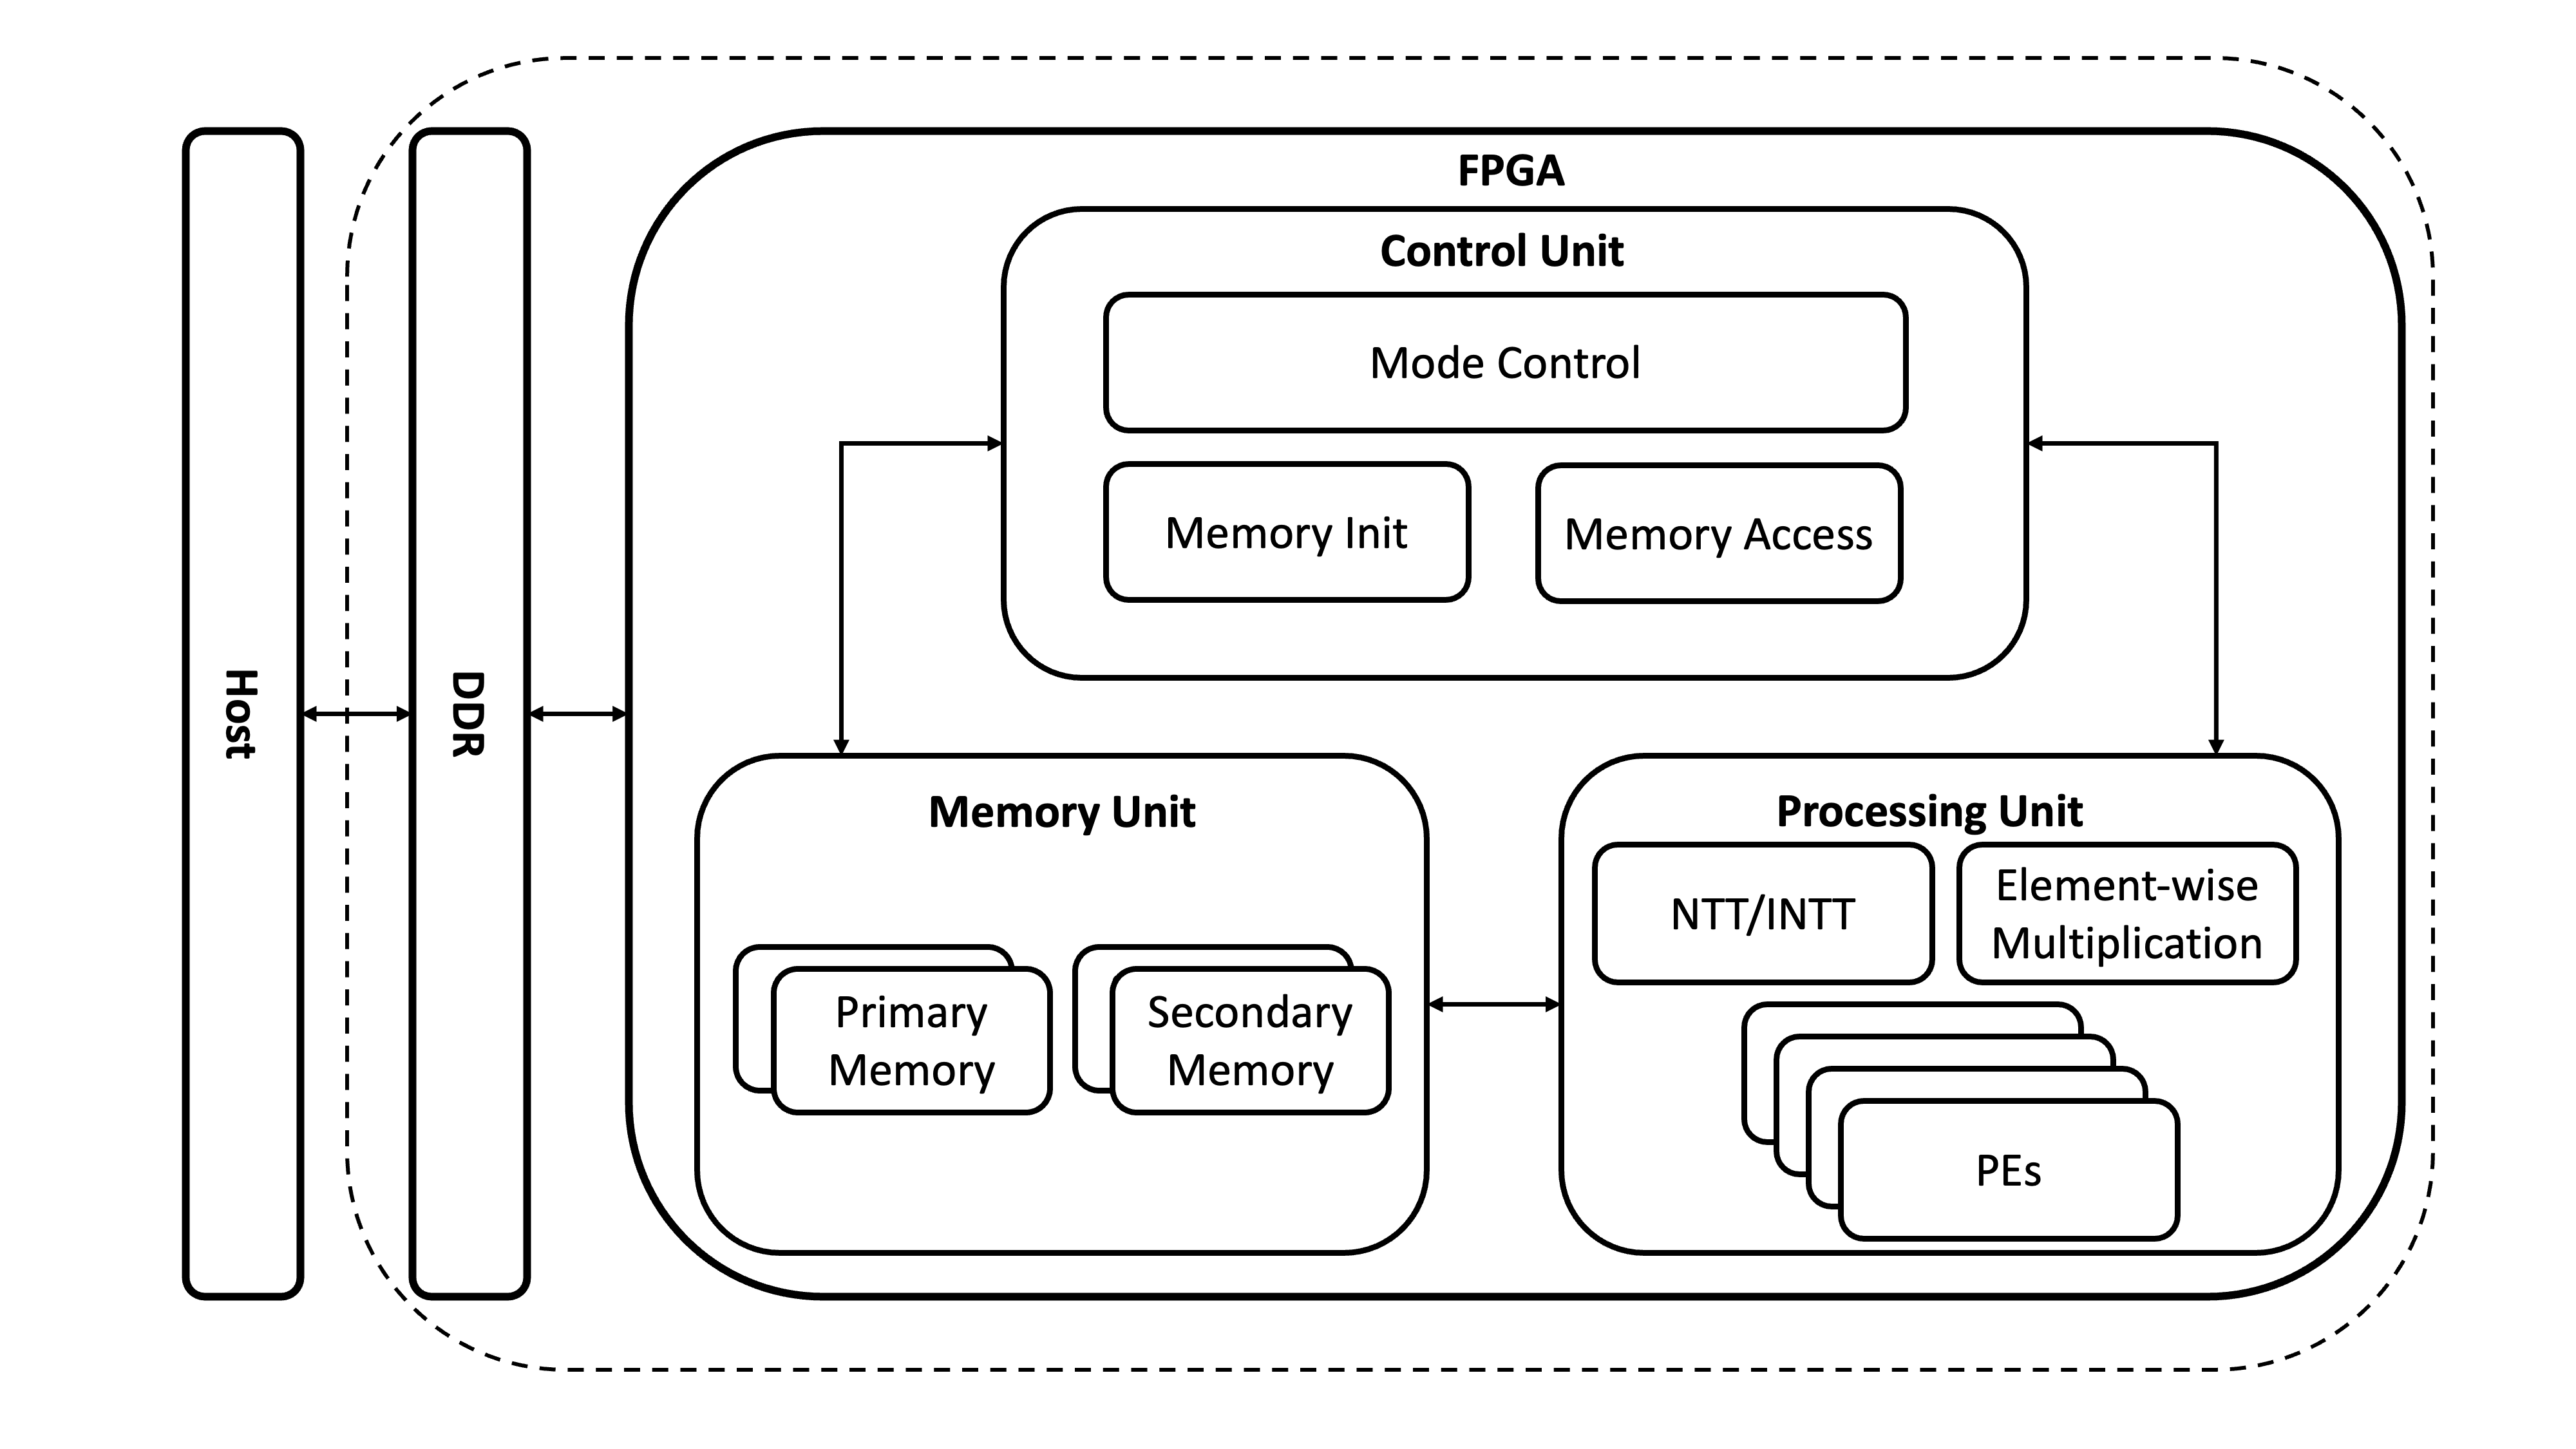 Host
DDR
FPGA
Control Unit
Mode Control
Memory Init
Memory Access
Memory Unit
Primary
Memory
Secondary
Memory
Processing Unit
NTT/INTT
Element-wise
Multiplication
PEs